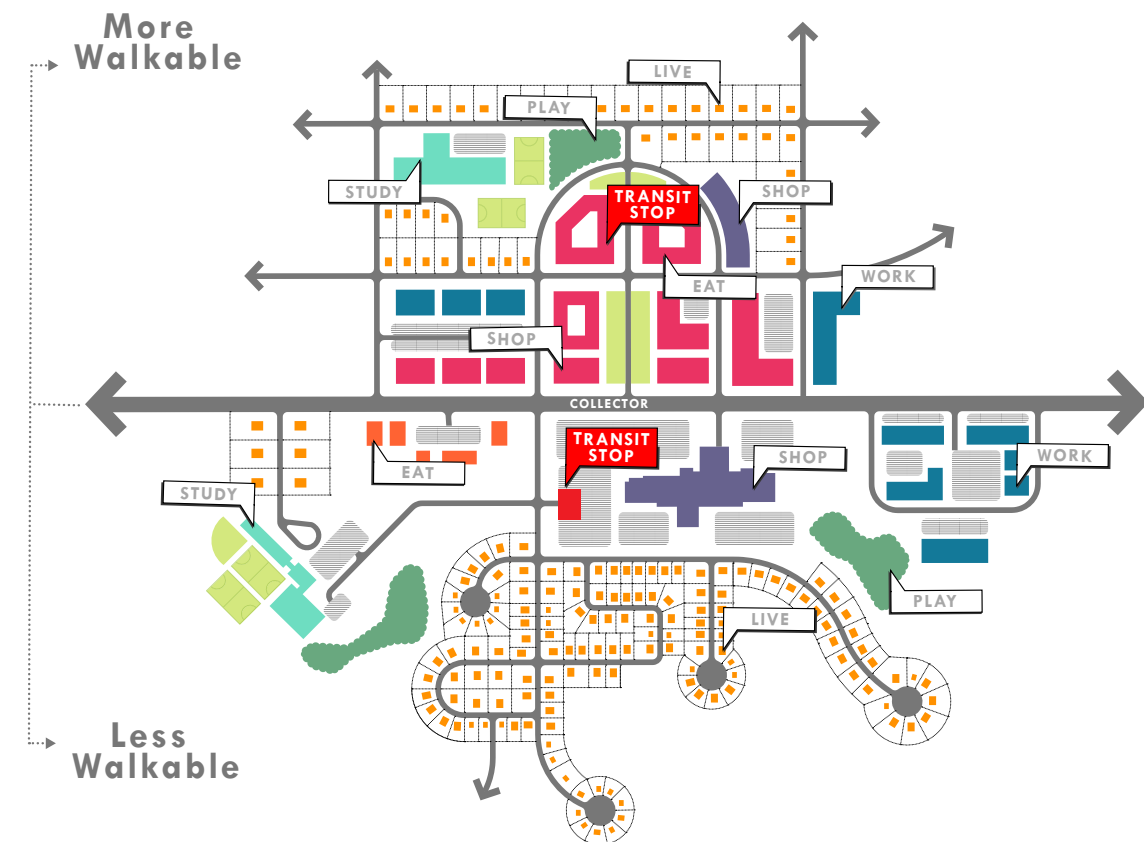 More
Walkable
LIVE
PLAY
STUDY
TRANSIT
STOP
SHOP
EAT
WORK
SHOP
COLLECTOR
TRANSIT
STOP
SHOP
WORK
EAT
STUDY
PLAY
LIVE
Less
Walkable